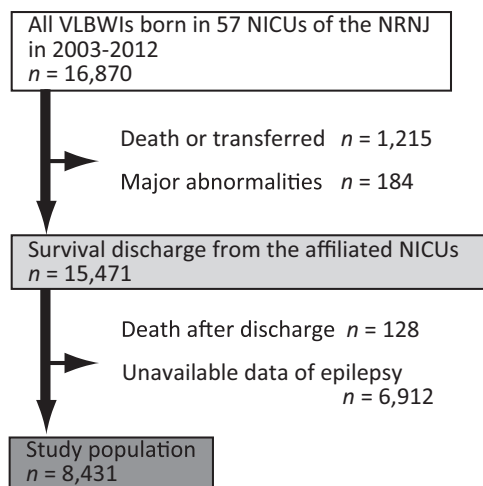 All VLBWIs born in 57 NICUs of the NRNJ
in 2003-2012
n = 16,870
Death or transferred n = 1,215
Major abnormalities n = 184
Survival discharge from the affiliated NICUs
n = 15,471
Death after discharge n = 128
Unavailable data of epilepsy
n = 6,912
Study population
n = 8,431